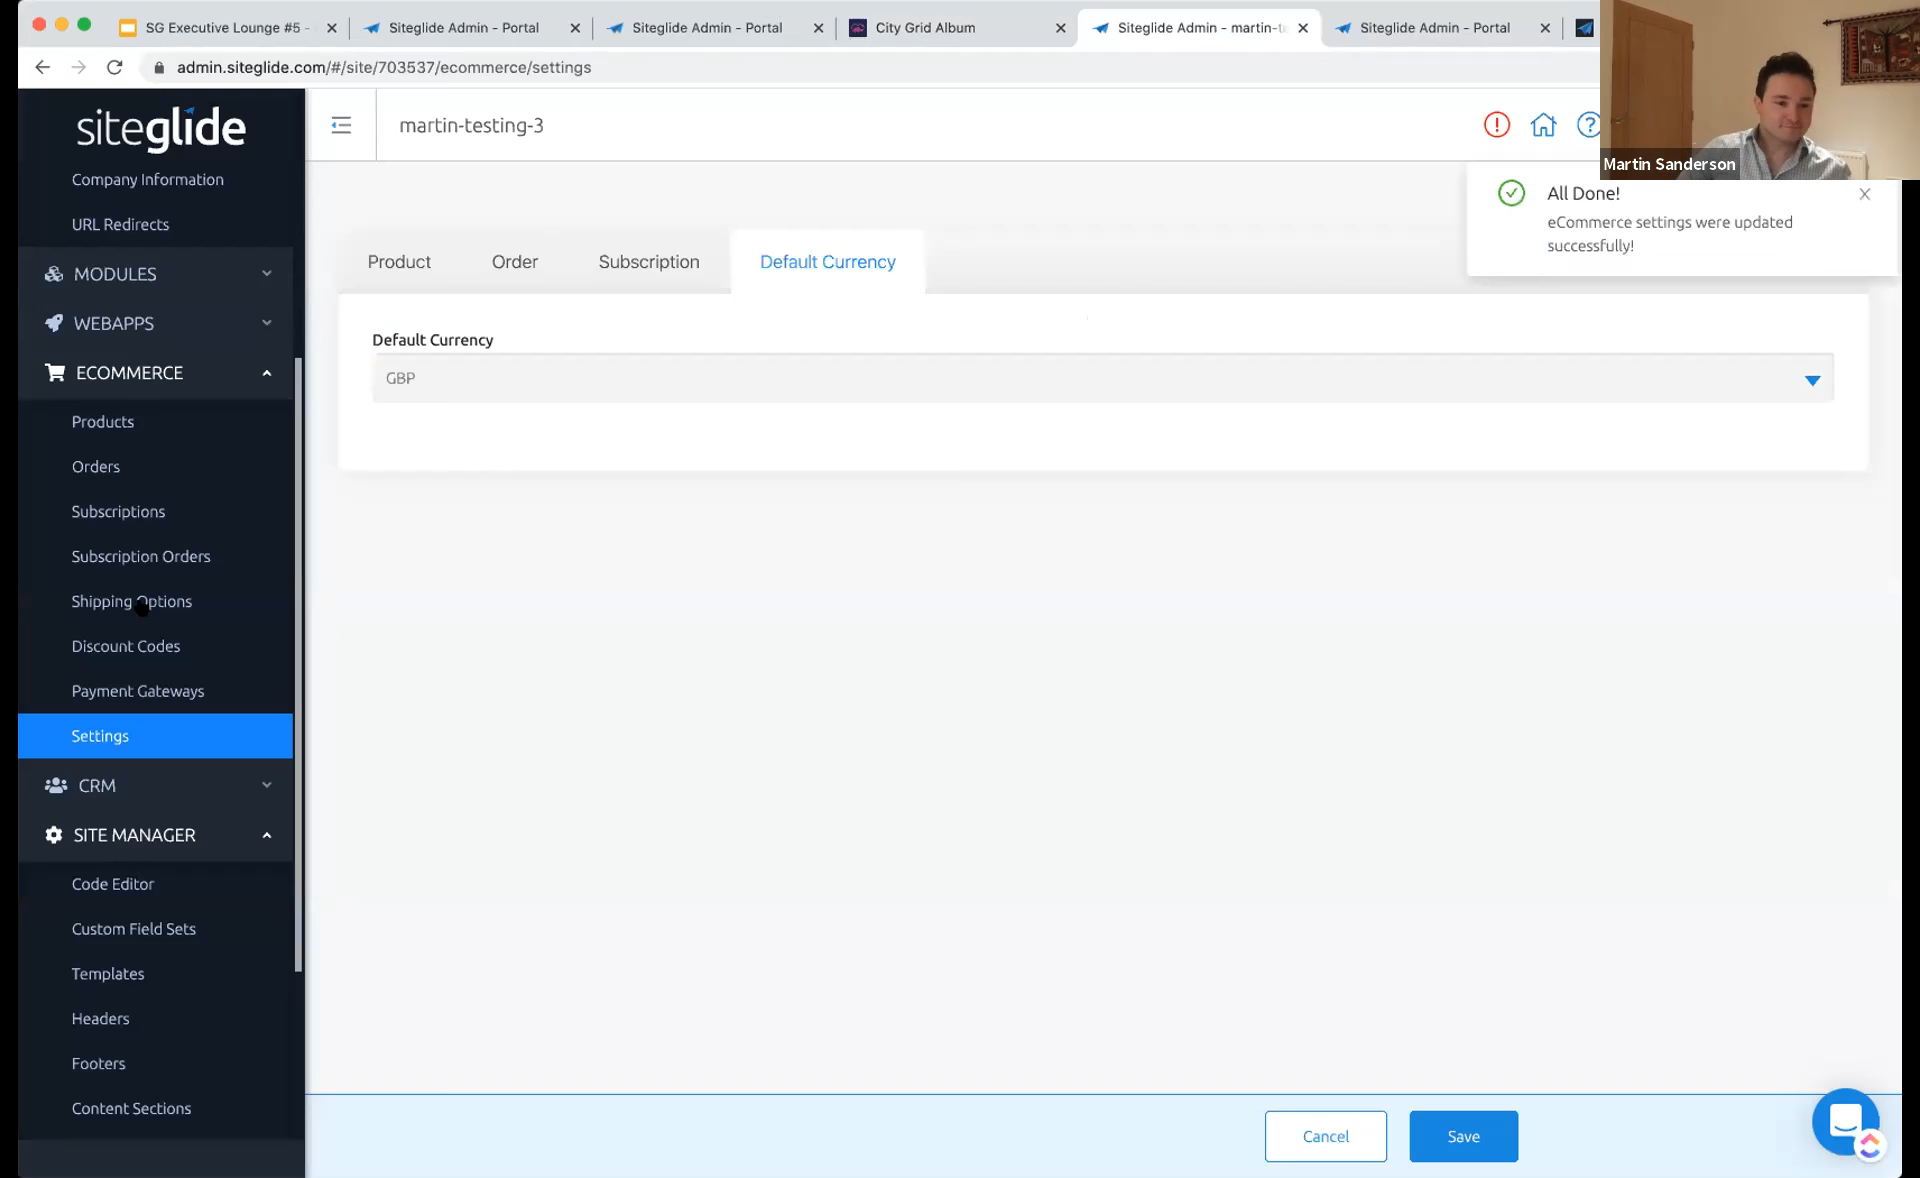 SG Executive Lounge #5 -
Siteglide Admin - Portal
Siteglide Admin - Portal
City Grid Album
Siteglide Admin - martin-t
Siteglide Admin - Portal
admin.siteglide.com/#/site/703537/ecommerce/settings
siteglide
martin-testing-3
Martin Sanderson
All Done!
eCommerce settings were updated
successfully!
Company Information
URL Redirects
MODULES
WEBAPPS
ECOMMERCE
Products
Orders
Subscriptions
Subscription Orders
Shipping Options
Discount Codes
Payment Gateways
Settings
CRM
SITE MANAGER
Code Editor
Custom Field Sets
Templates
Headers
Footers
Content Sections
Product
Order
Subscription
Default Currency
Default Currency
GBP
Cancel
Save